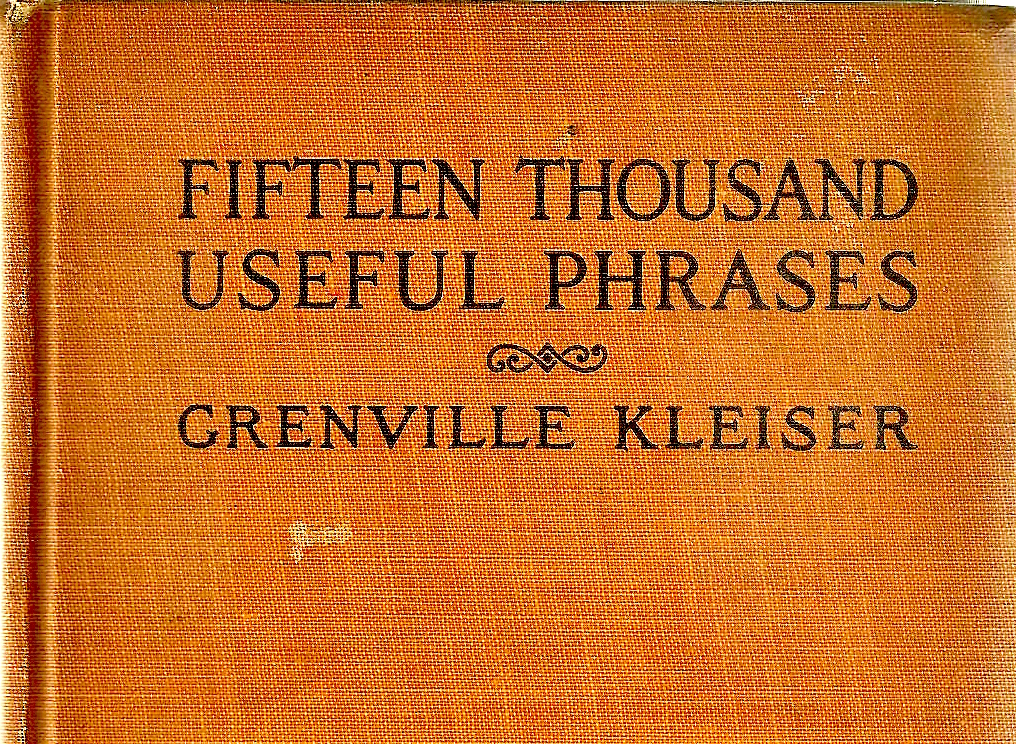 FIFTEEN THOUSAND
USEFUL PHRASES
GRENVILLE KLEISER